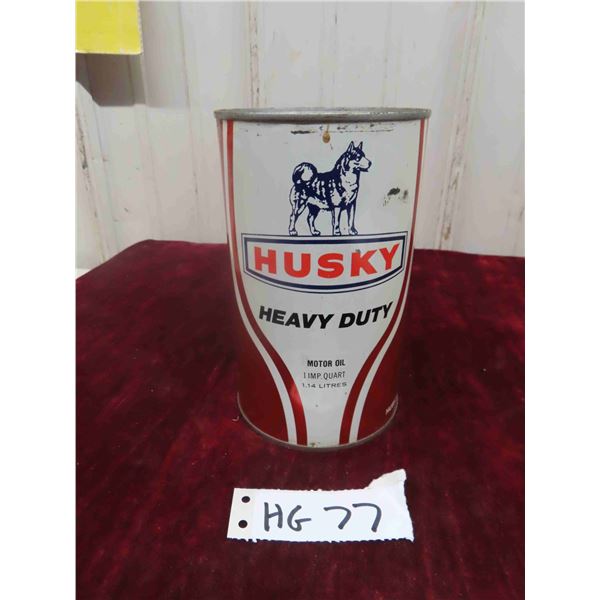 HUSKY
HEAVY DUTY
MOTOR OIL
1 IMP. QUART
1.14 LITRES
HG 77